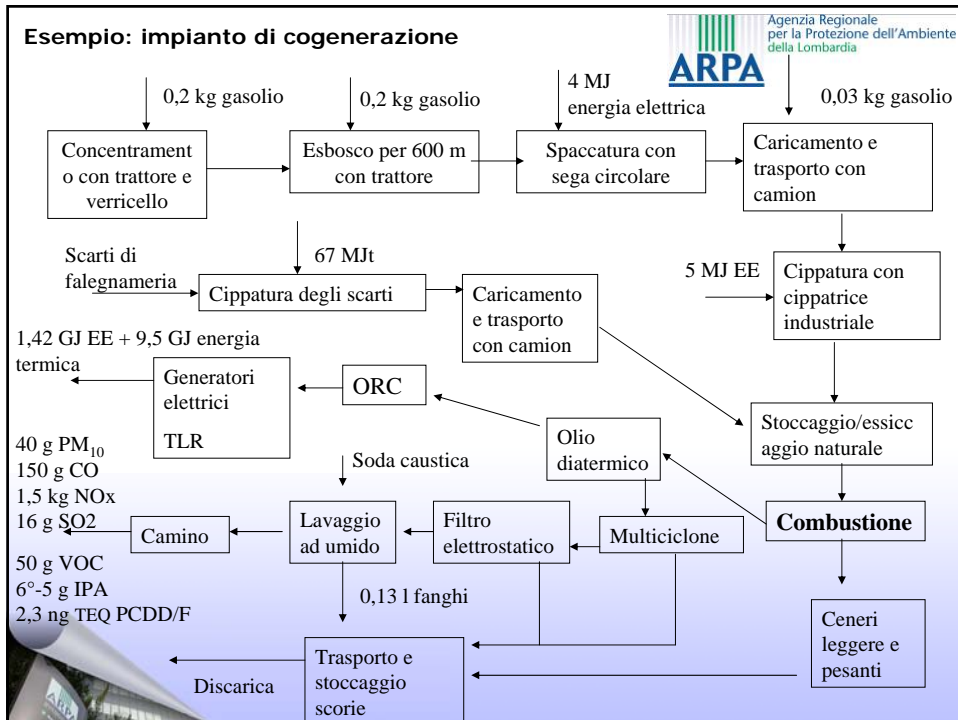 Esempio: impianto di cogenerazione
Agenzia Regionale
per la Protezione dell'Ambiente
della Lombardia
ARPA
0,2 kg gasolio
0,2 kg gasolio
4 MJ
energia elettrica
0,03 kg gasolio
Concentrament
o con trattore e
verricello
Esbosco per 600 m
con trattore
Spaccatura con
sega circolare
Caricamento e
trasporto con
camion
Scarti di
falegnameria
67 MJt
Cippatura degli scarti
Caricamento
e trasporto
con camion
5 MJ EE
Cippatura con
cippatrice
industriale
1,42 GJ EE + 9,5 GJ energia
termica
Generatori
elettrici
TLR
ORC
Olio
diatermico
Stoccaggio/essicc
aggio naturale
40 g PM10
150 g CO
1,5 kg NOx
16 g SO2
50 g VOC
6°-5 g IPA
2,3 ng TEQ PCDD/F
Soda caustica
Camino
Lavaggio
ad umido
Filtro
elettrostatico
Multiciclone
Combustione
0,13 l fanghi
Ceneri
leggere e
pesanti
Discarica
Trasporto e
stoccaggio
scorie
ARPA